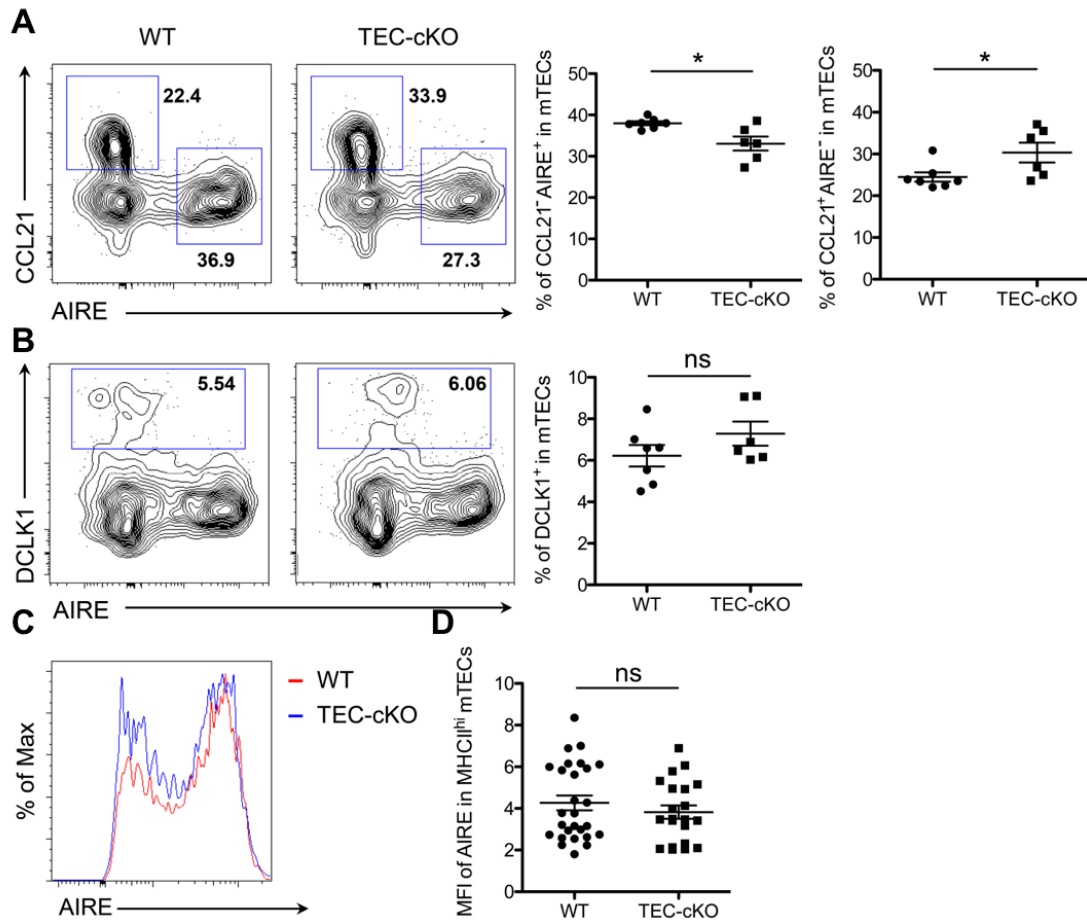 A
WT
TEC-cKO
22.4
36.9
33.9
27.3
CCL21
AIRE
% of CCL21⁻AIRE⁺ in mTECs
50
40
30
20
10
0
*
WT
TEC-cKO
% of CCL21⁺AIRE⁻ in mTECs
50
40
30
20
10
0
*
WT
TEC-cKO
B
5.54
6.06
DCLK1
AIRE
% of DCLK1⁺ in mTECs
10
8
6
4
2
0
ns
WT
TEC-cKO
C
% of Max
AIRE
WT
TEC-cKO
D
MFI of AIRE in MHCIIʰⁱ mTECs
10
8
6
4
2
0
ns
WT
TEC-cKO